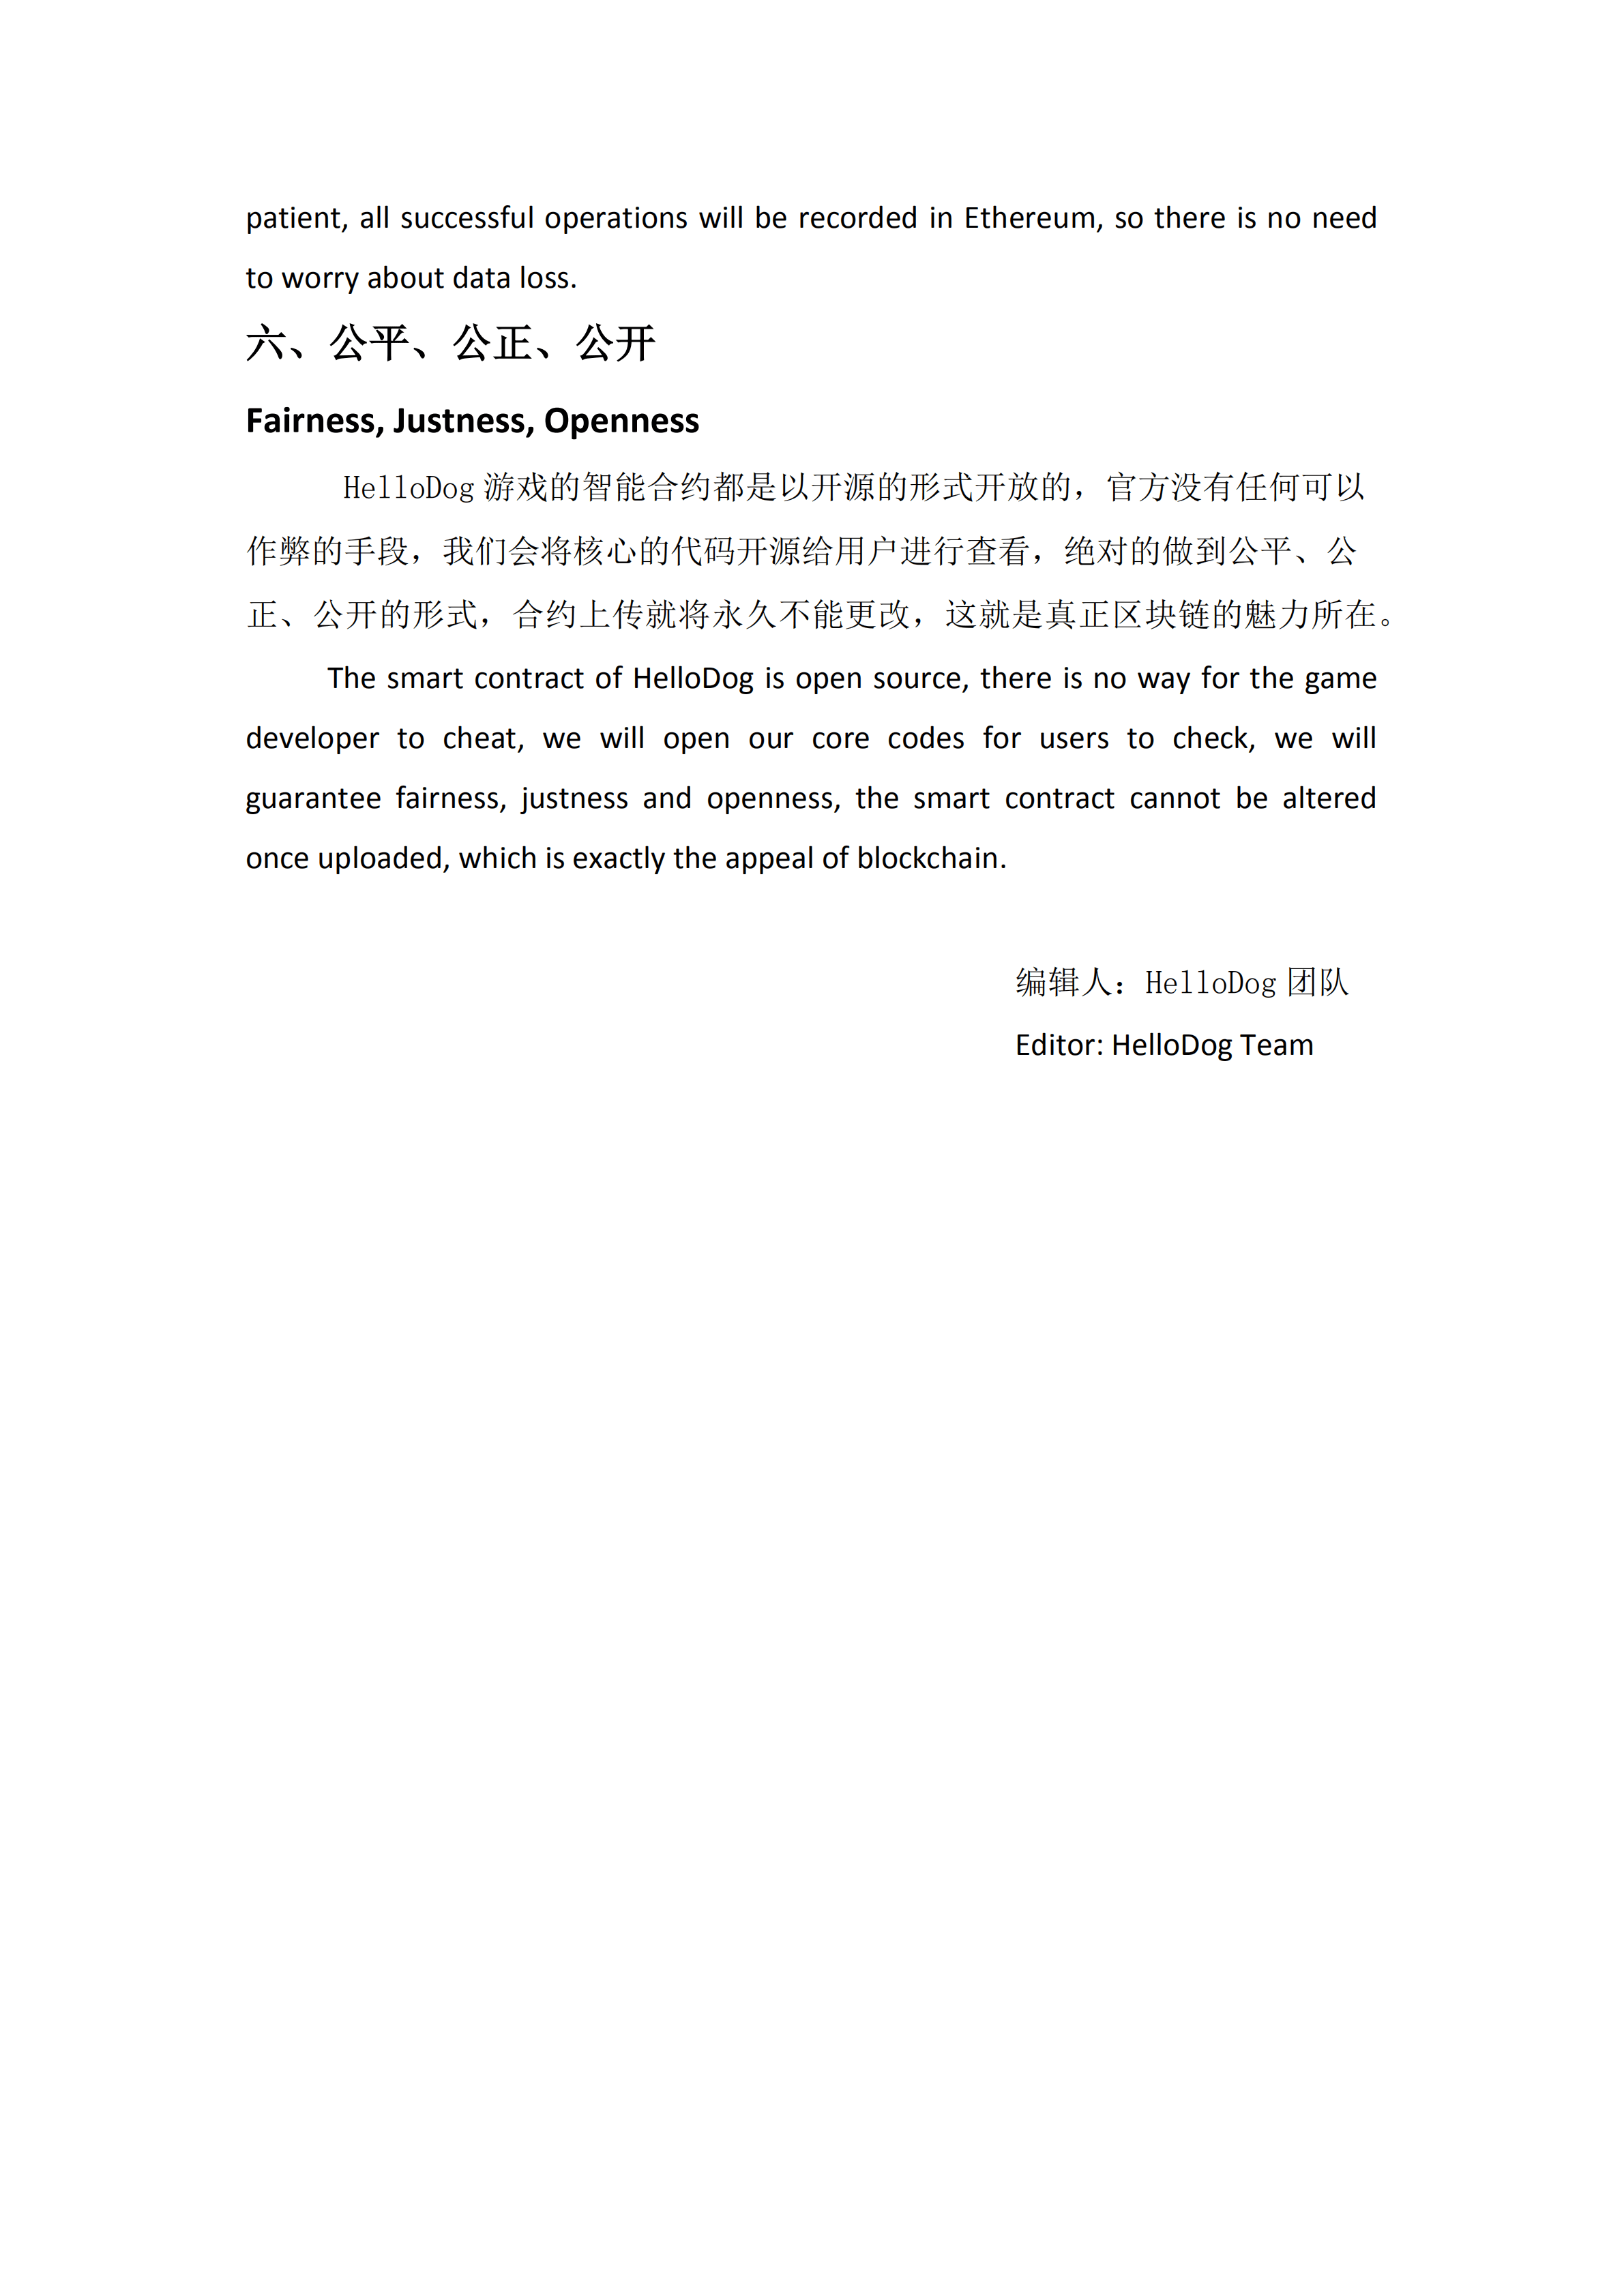 patient, all successful operations will be recorded in Ethereum, so there is no need
to worry about data loss.
六、公平、公正、公开
Fairness, Justness, Openness
HelloDog 游戏的智能合约都是以开源的形式开放的，官方没有任何可以
作弊的手段，我们会将核心的代码开源给用户进行查看，绝对的做到公平、公
正、公开的形式，合约上传就将永久不能更改，这就是真正区块链的魅力所在。
The smart contract of HelloDog is open source, there is no way for the game
developer to cheat, we will open our core codes for users to check, we will
guarantee fairness, justness and openness, the smart contract cannot be altered
once uploaded, which is exactly the appeal of blockchain.
编辑人：HelloDog 团队
Editor: HelloDog Team